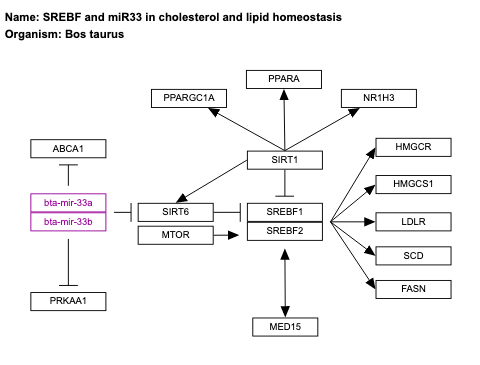 Name: SREBF and miR33 in cholesterol and lipid homeostasis
Organism: Bos taurus
PPARA
PPARGC1A
NR1H3
ABCA1
HMGCR
SIRT1
HMGCS1
bta-mir-33a
SIRT6
SREBF1
bta-mir-33b
LDLR
MTOR
SREBF2
SCD
FASN
PRKAA1
MED15